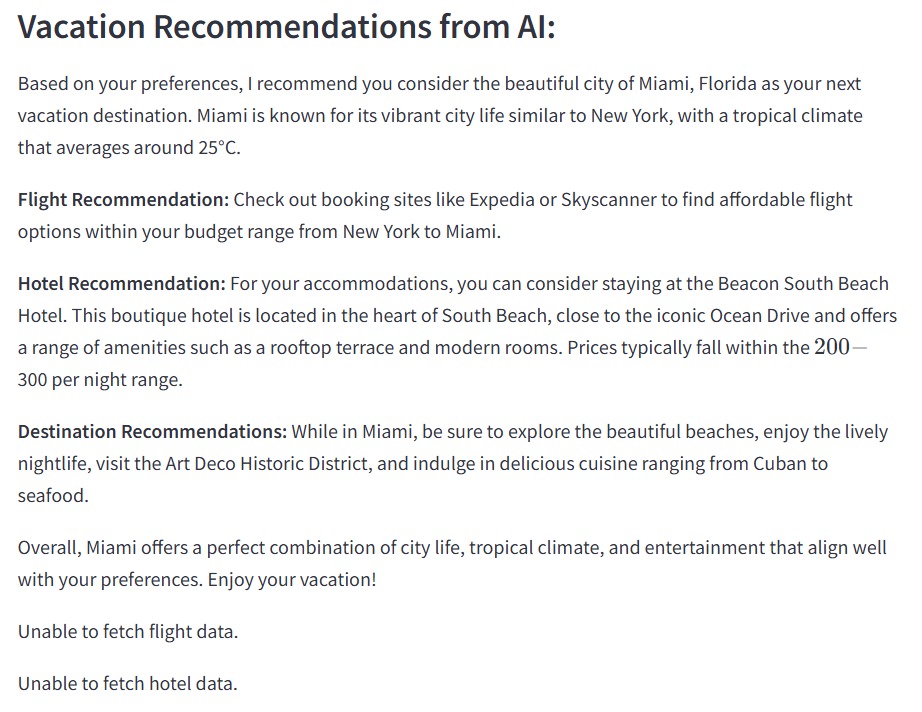 Vacation Recommendations from AI:
Based on your preferences, I recommend you consider the beautiful city of Miami, Florida as your next
vacation destination. Miami is known for its vibrant city life similar to New York, with a tropical climate
that averages around 25°C.
Flight Recommendation: Check out booking sites like Expedia or Skyscanner to find affordable flight
options within your budget range from New York to Miami.
Hotel Recommendation: For your accommodations, you can consider staying at the Beacon South Beach
Hotel. This boutique hotel is located in the heart of South Beach, close to the iconic Ocean Drive and offers
a range of amenities such as a rooftop terrace and modern rooms. Prices typically fall within the 200−
300 per night range.
Destination Recommendations: While in Miami, be sure to explore the beautiful beaches, enjoy the lively
nightlife, visit the Art Deco Historic District, and indulge in delicious cuisine ranging from Cuban to
seafood.
Overall, Miami offers a perfect combination of city life, tropical climate, and entertainment that align well
with your preferences. Enjoy your vacation!
Unable to fetch flight data.
Unable to fetch hotel data.